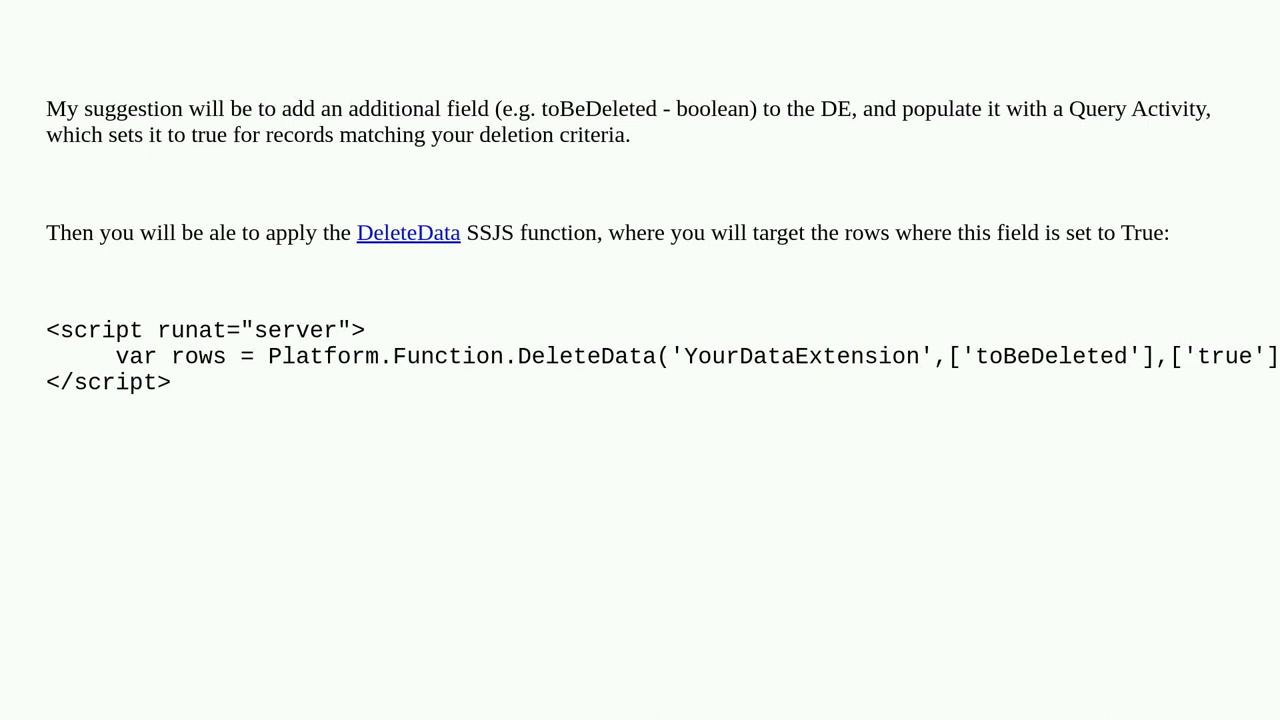 My suggestion will be to add an additional field (e.g. toBeDeleted - boolean) to the DE, and populate it with a Query Activity,
which sets it to true for records matching your deletion criteria.
Then you will be ale to apply the DeleteData SSJS function, where you will target the rows where this field is set to True:
<script runat="server">
     var rows = Platform.Function.DeleteData('YourDataExtension',['toBeDeleted'],['true']
</script>